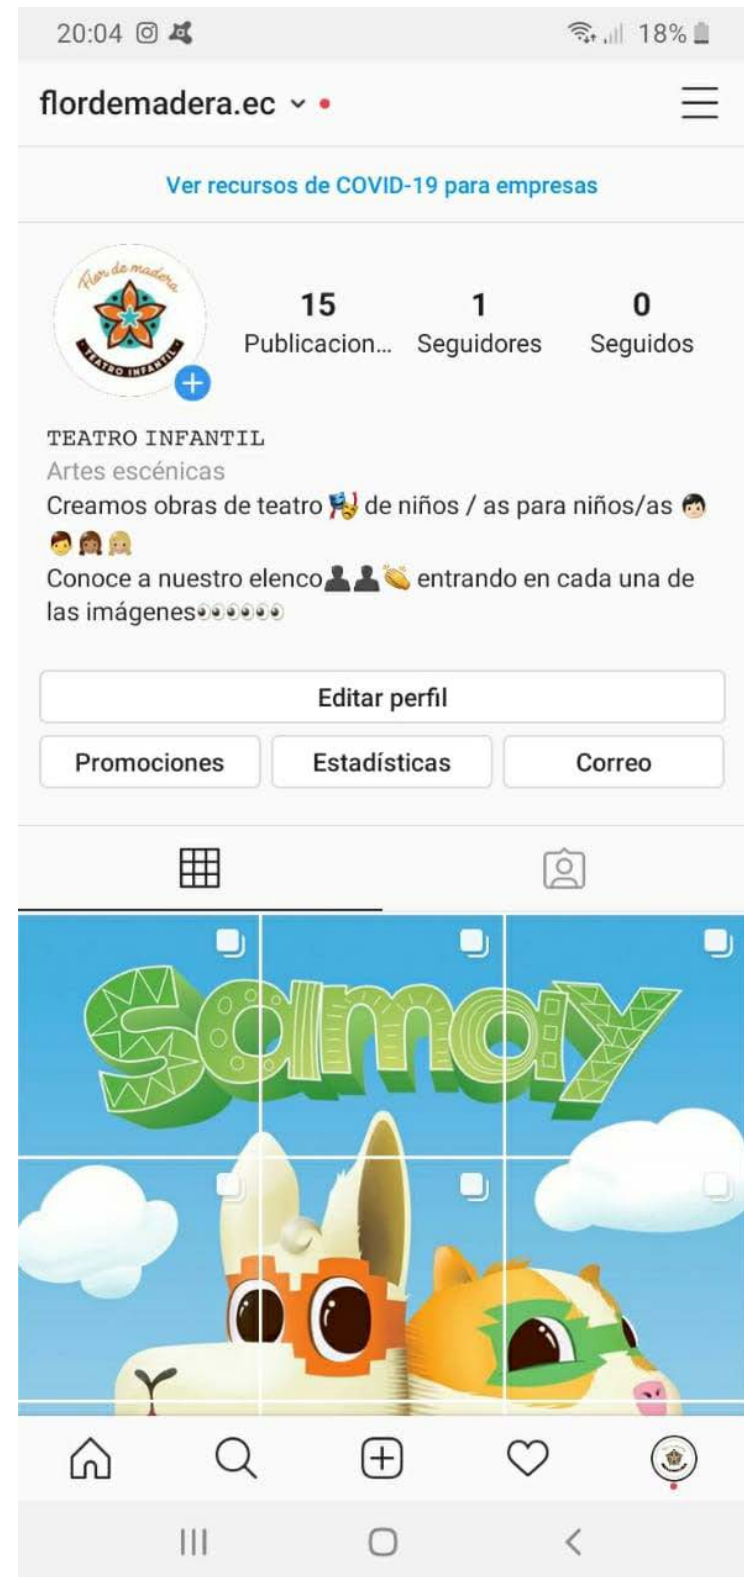 20:04 18%
flordemadera.ec
Ver recursos de COVID-19 para empresas
Flor de madera
TEATRO INFANTIL
15 1 0
Publicacion... Seguidores Seguidos
TEATRO INFANTIL
Artes escénicas
Creamos obras de teatro 🎭 de niños / as para niños/as 👦🏻
👦👩🏾👧🏼
Conoce a nuestro elenco👤👤👏 entrando en cada una de
las imágenes👀👀👀
Editar perfil
Promociones Estadísticas Correo
samay